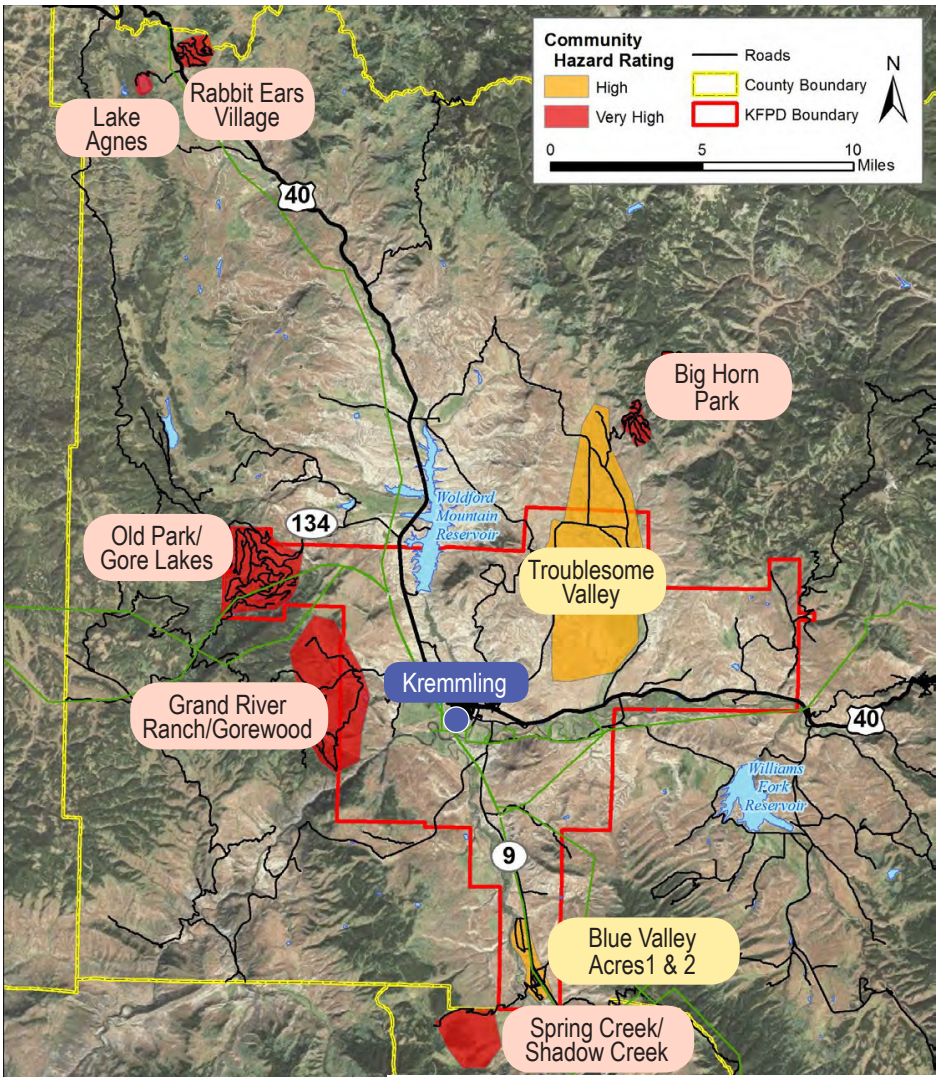 Community
Hazard Rating
High
Very High
Roads
County Boundary
KFPD Boundary
N
0 5 10
Miles
Rabbit Ears
Village
Lake
Agnes
40
Big Horn
Park
Woldford
Mountain
Reservoir
Old Park/
Gore Lakes
134
Troublesome
Valley
Kremmling
Grand River
Ranch/Gorewood
40
Williams
Fork
Reservoir
9
Blue Valley
Acres1 & 2
Spring Creek/
Shadow Creek